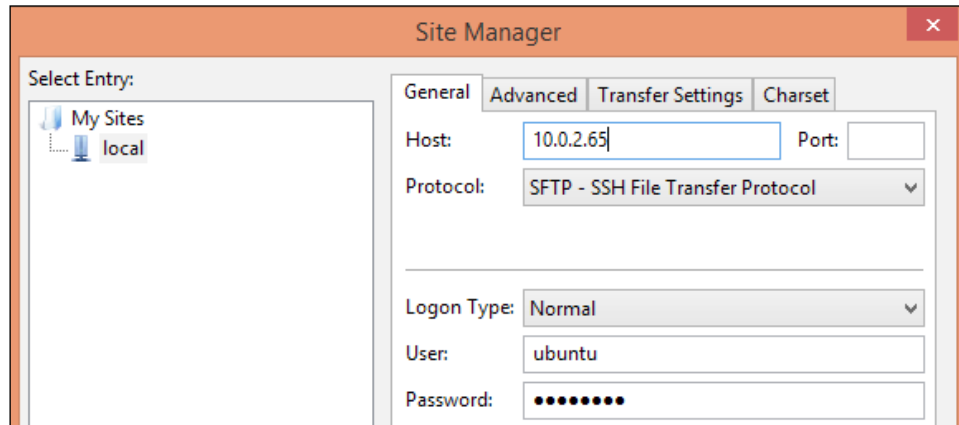 Site Manager
Select Entry:
My Sites
local
General Advanced Transfer Settings Charset
Host: 10.0.2.65 Port:
Protocol: SFTP - SSH File Transfer Protocol
Logon Type: Normal
User: ubuntu
Password: ●●●●●●●●